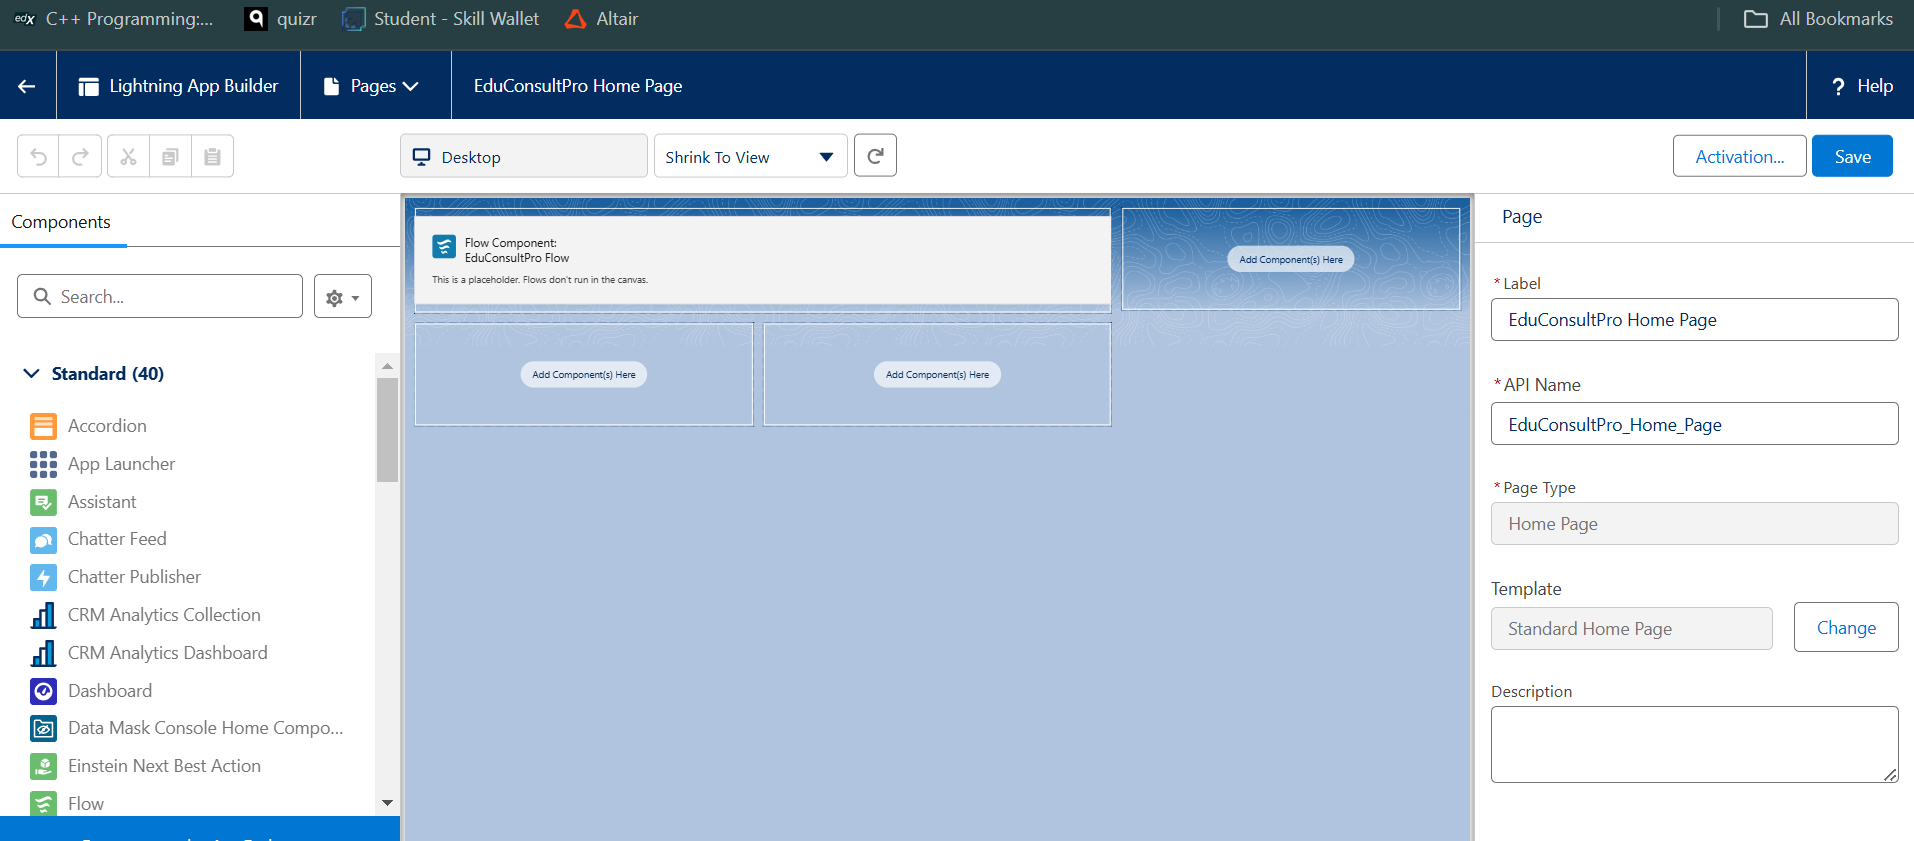 edX C++ Programming:... quizr Student - Skill Wallet Altair All Bookmarks
Lightning App Builder Pages EduConsultPro Home Page ? Help
Desktop Shrink To View Activation... Save
Components
Search...
Standard (40)
Accordion
App Launcher
Assistant
Chatter Feed
Chatter Publisher
CRM Analytics Collection
CRM Analytics Dashboard
Dashboard
Data Mask Console Home Compo...
Einstein Next Best Action
Flow
Flow Component:
EduConsultPro Flow
This is a placeholder. Flows don't run in the canvas.
Add Component(s) Here
Add Component(s) Here
Add Component(s) Here
Page
*Label
EduConsultPro Home Page
*API Name
EduConsultPro_Home_Page
*Page Type
Home Page
Template
Standard Home Page
Change
Description